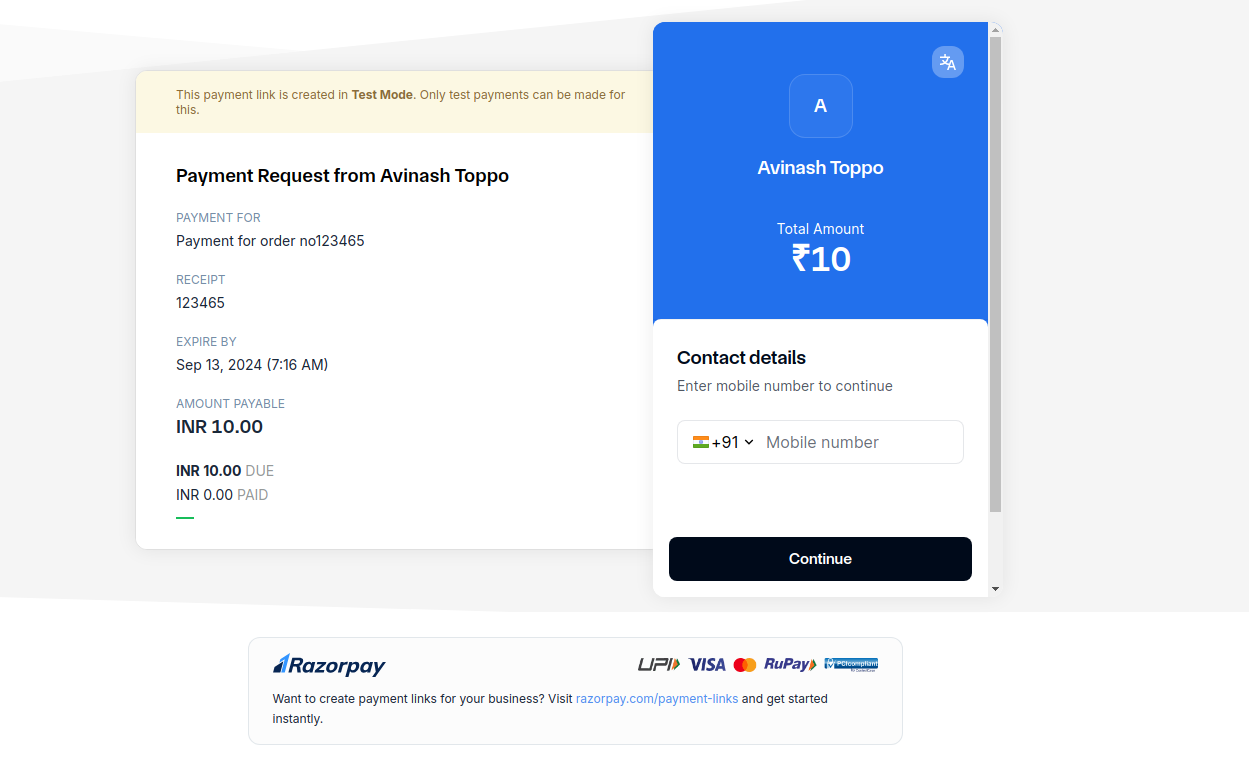 This payment link is created in Test Mode. Only test payments can be made for
this.
Payment Request from Avinash Toppo
PAYMENT FOR
Payment for order no123465
RECEIPT
123465
EXPIRE BY
Sep 13, 2024 (7:16 AM)
AMOUNT PAYABLE
INR 10.00
INR 10.00 DUE
INR 0.00 PAID
A
Avinash Toppo
Total Amount
₹10
Contact details
Enter mobile number to continue
+91 Mobile number
Continue
Razorpay
UPI VISA RuPay PCI compliant
Want to create payment links for your business? Visit razorpay.com/payment-links and get started
instantly.